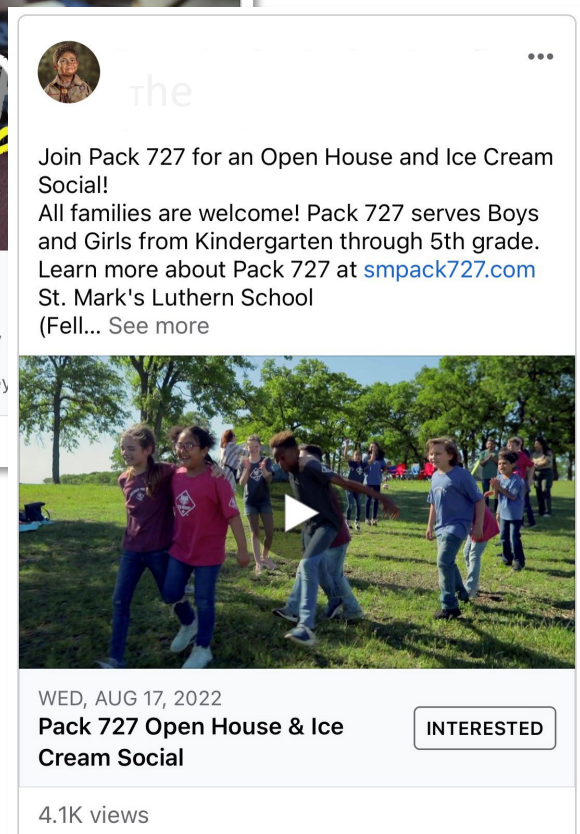 The
Join Pack 727 for an Open House and Ice Cream
Social!
All families are welcome! Pack 727 serves Boys
and Girls from Kindergarten through 5th grade.
Learn more about Pack 727 at smpack727.com
St. Mark's Luthern School
(Fell... See more
WED, AUG 17, 2022
Pack 727 Open House & Ice
Cream Social
INTERESTED
4.1K views